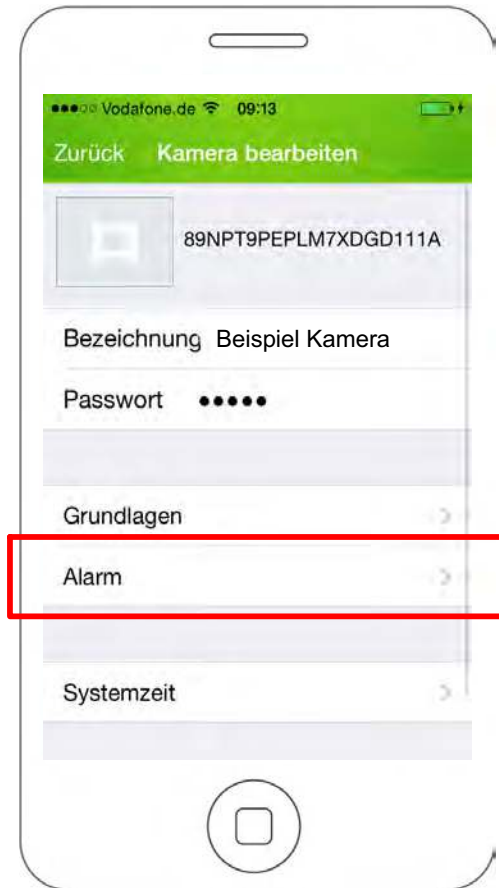 Vodafone.de 09:13
Zurück Kamera bearbeiten
89NPT9PEPLM7XDGD111A
Bezeichnung Beispiel Kamera
Passwort •••••
Grundlagen
Alarm
Systemzeit